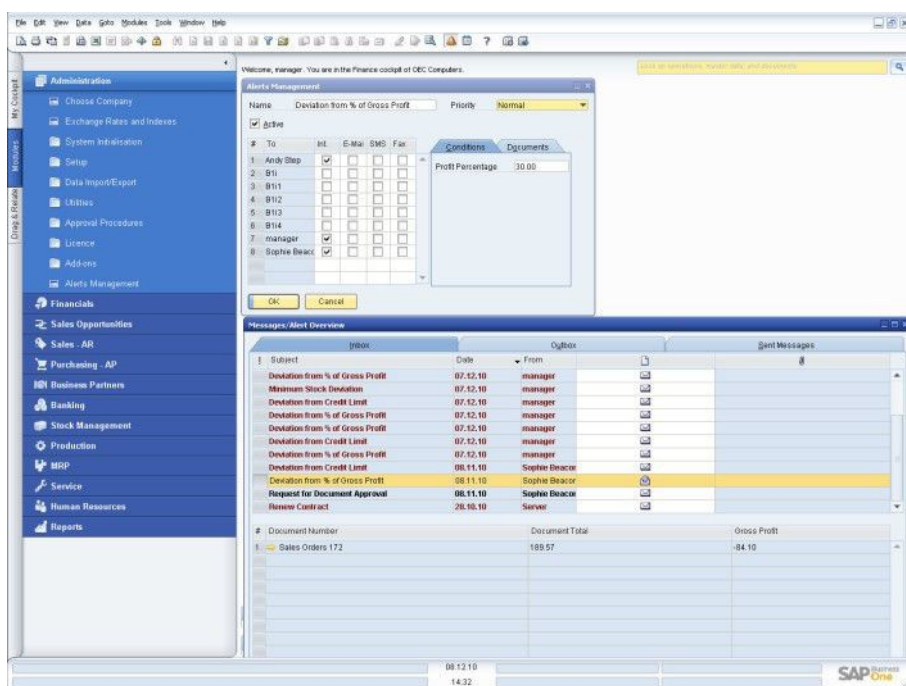 File Edit View Data Goto Modules Tools Window Help
Welcome, manager. You are in the Finance cockpit of OEC Computers.
My Cockpit
Modules
Drag & Relate
Administration
Choose Company
Exchange Rates and Indexes
System Initialisation
Setup
Data Import/Export
Utilities
Approval Procedures
Licence
Add-ons
Alerts Management
Financials
Sales Opportunities
Sales - AR
Purchasing - AP
Business Partners
Banking
Stock Management
Production
MRP
Service
Human Resources
Reports
Alerts Management
Name Deviation from % of Gross Profit Priority Normal
Active
# To Int. E-Mai SMS Fax
1 Andy Step
2 B1i
3 B1i1
4 B1i2
5 B1i3
6 B1i4
7 manager
8 Sophie Beacc
Conditions Documents
Profit Percentage 30.00
OK Cancel
Messages/Alert Overview
Inbox Outbox Sent Messages
! Subject Date From
Deviation from % of Gross Profit 07.12.10 manager
Minimum Stock Deviation 07.12.10 manager
Deviation from Credit Limit 07.12.10 manager
Deviation from % of Gross Profit 07.12.10 manager
Deviation from % of Gross Profit 07.12.10 manager
Deviation from Credit Limit 07.12.10 manager
Deviation from % of Gross Profit 07.12.10 manager
Deviation from Credit Limit 08.11.10 Sophie Beacor
Deviation from % of Gross Profit 08.11.10 Sophie Beacor
Request for Document Approval 08.11.10 Sophie Beacor
Renew Contract 28.10.10 Server
# Document Number Document Total Gross Profit
1 Sales Orders 172 189.57 -84.10
08.12.10
14:32
SAP Business One